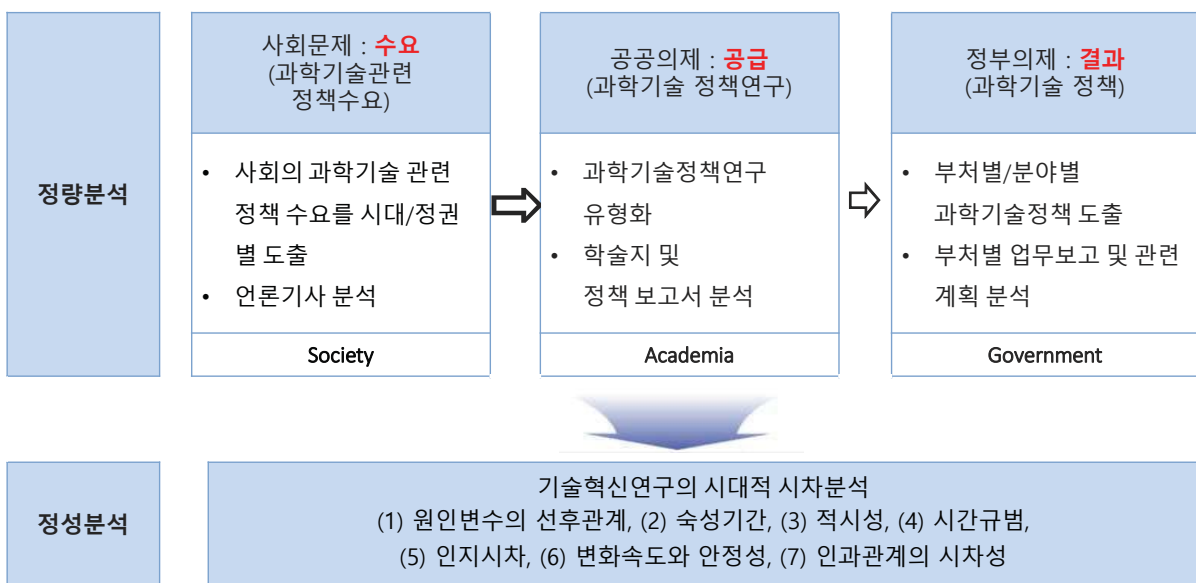 정량분석
사회문제 : 수요
(과학기술관련
정책수요)
• 사회의 과학기술 관련
정책 수요를 시대/정권
별 도출
• 언론기사 분석
Society
공공의제 : 공급
(과학기술 정책연구)
• 과학기술정책연구
유형화
• 학술지 및
정책 보고서 분석
Academia
정부의제 : 결과
(과학기술 정책)
• 부처별/분야별
과학기술정책 도출
• 부처별 업무보고 및 관련
계획 분석
Government
정성분석
기술혁신연구의 시대적 시차분석
(1) 원인변수의 선후관계, (2) 숙성기간, (3) 적시성, (4) 시간규범,
(5) 인지시차, (6) 변화속도와 안정성, (7) 인과관계의 시차성